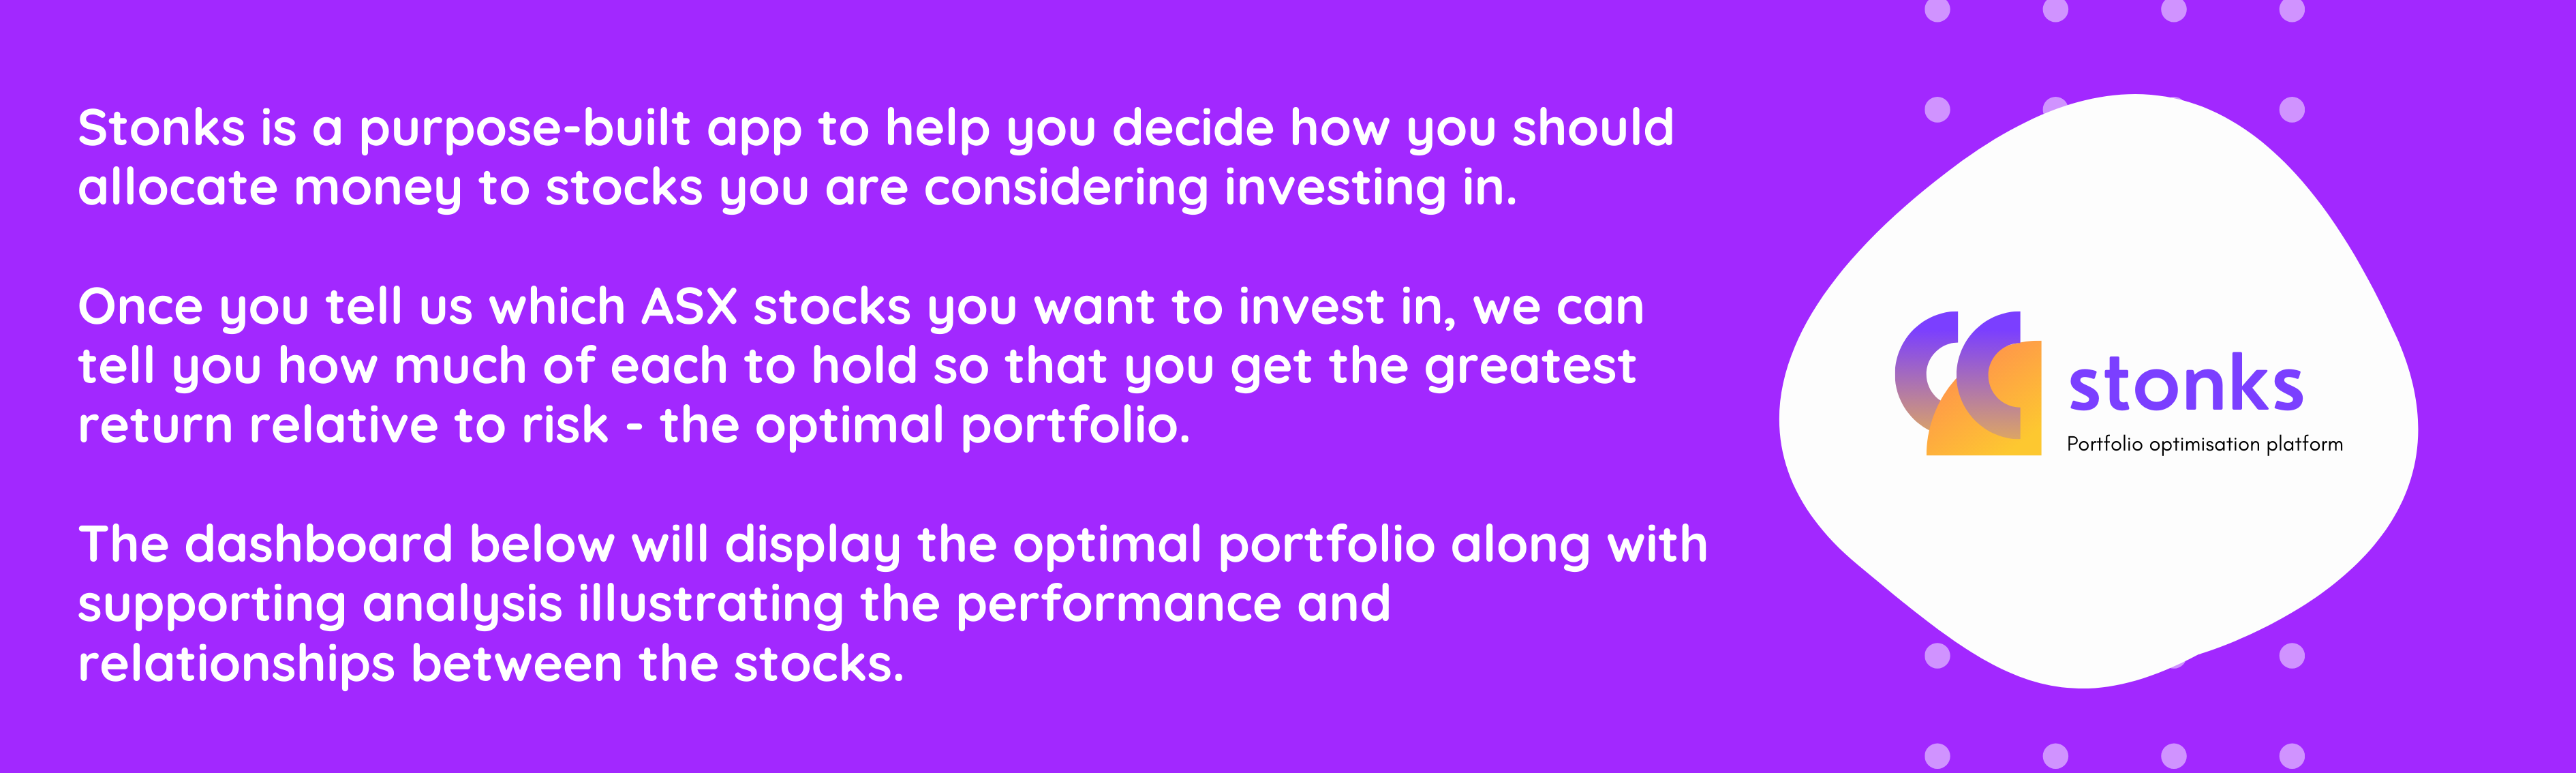 Stonks is a purpose-built app to help you decide how you should
allocate money to stocks you are considering investing in.
Once you tell us which ASX stocks you want to invest in, we can
tell you how much of each to hold so that you get the greatest
return relative to risk - the optimal portfolio.
The dashboard below will display the optimal portfolio along with
supporting analysis illustrating the performance and
relationships between the stocks.
stonks
Portfolio optimisation platform